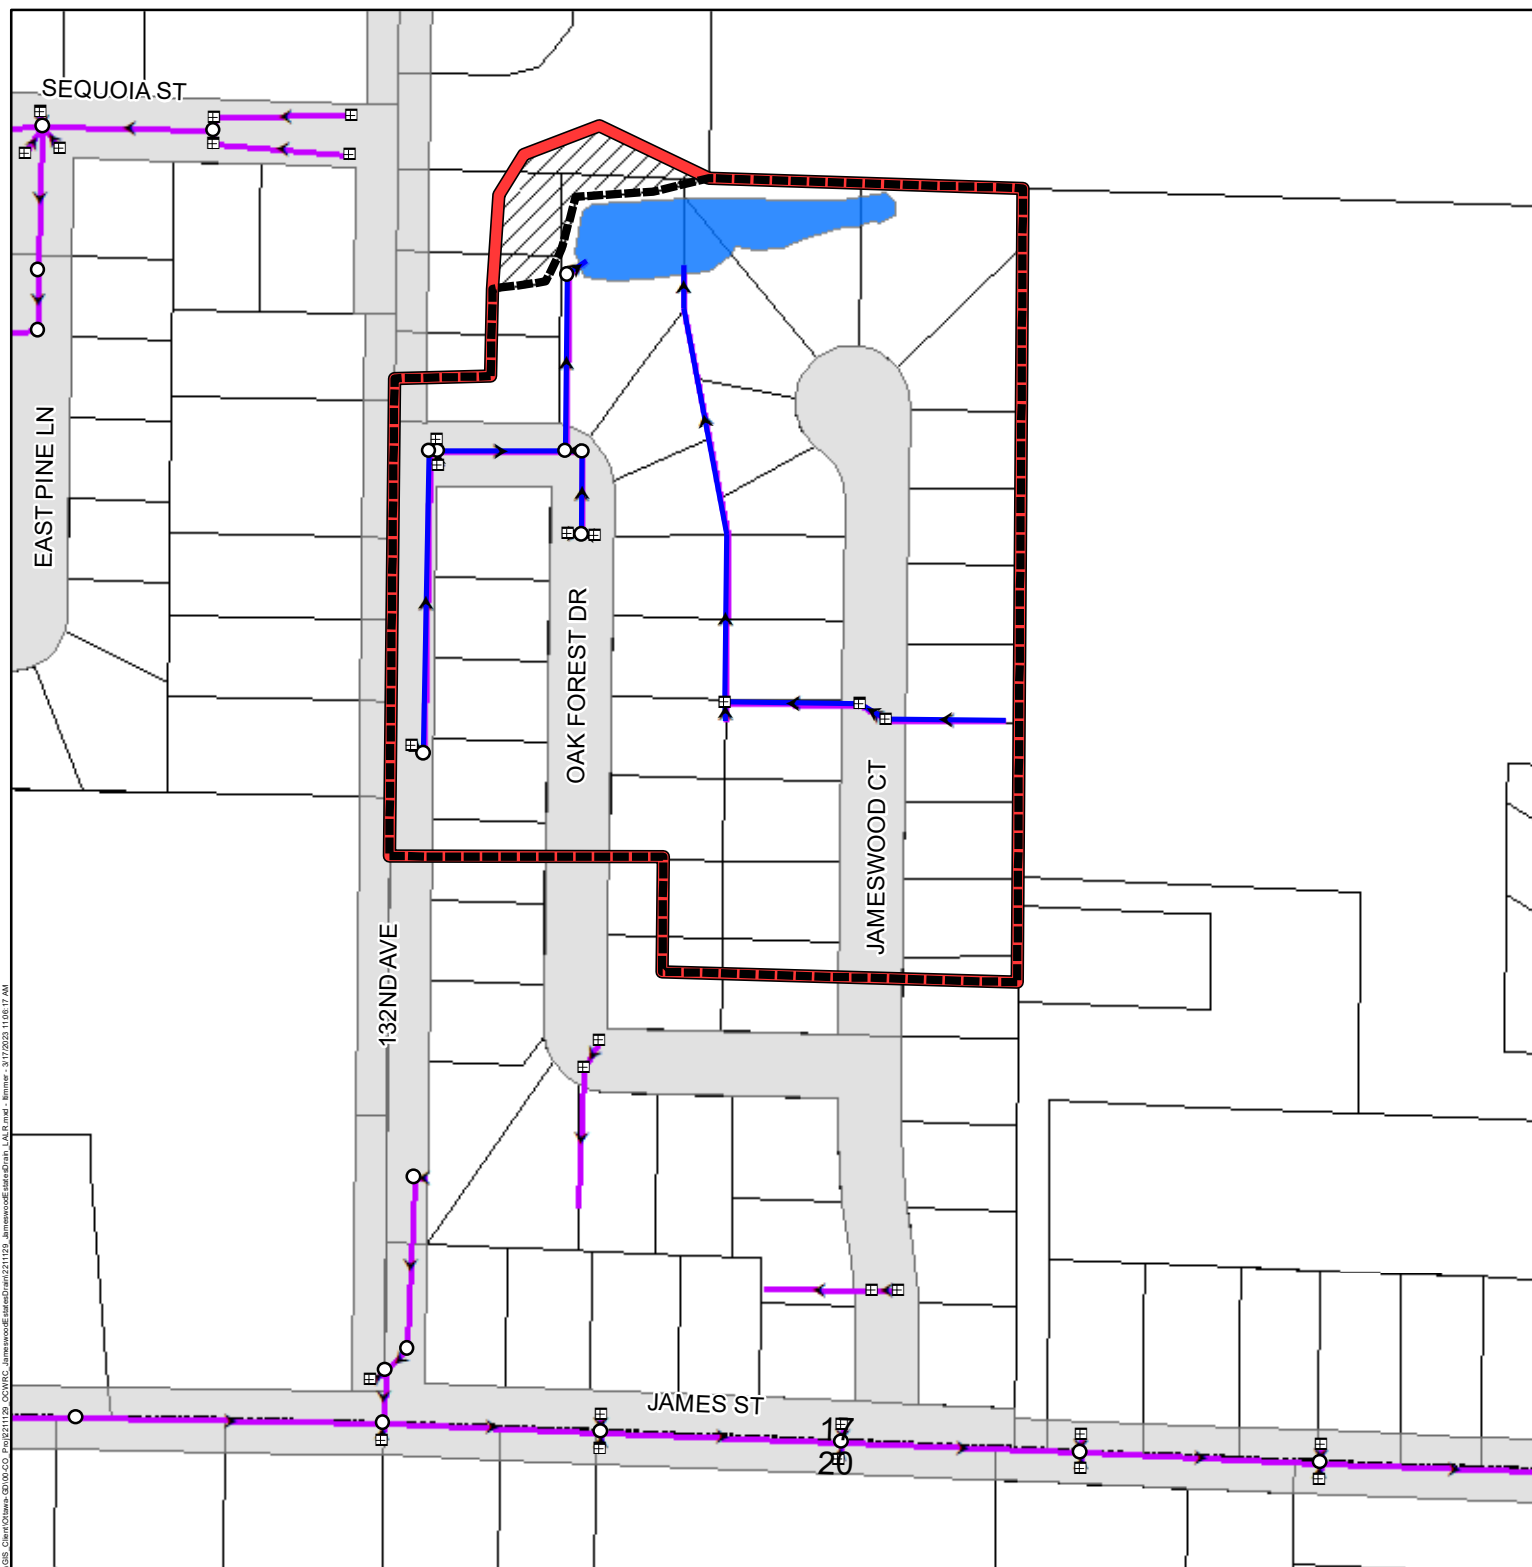 SEQUOIA ST
EAST PINE LN
OAK FOREST DR
JAMESWOOD CT
132ND AVE
JAMES ST
17
20